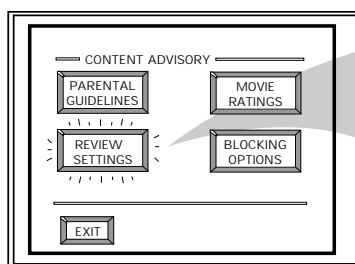 CONTENT ADVISORY
PARENTAL
GUIDELINES
MOVIE
RATINGS
REVIEW
SETTINGS
BLOCKING
OPTIONS
EXIT